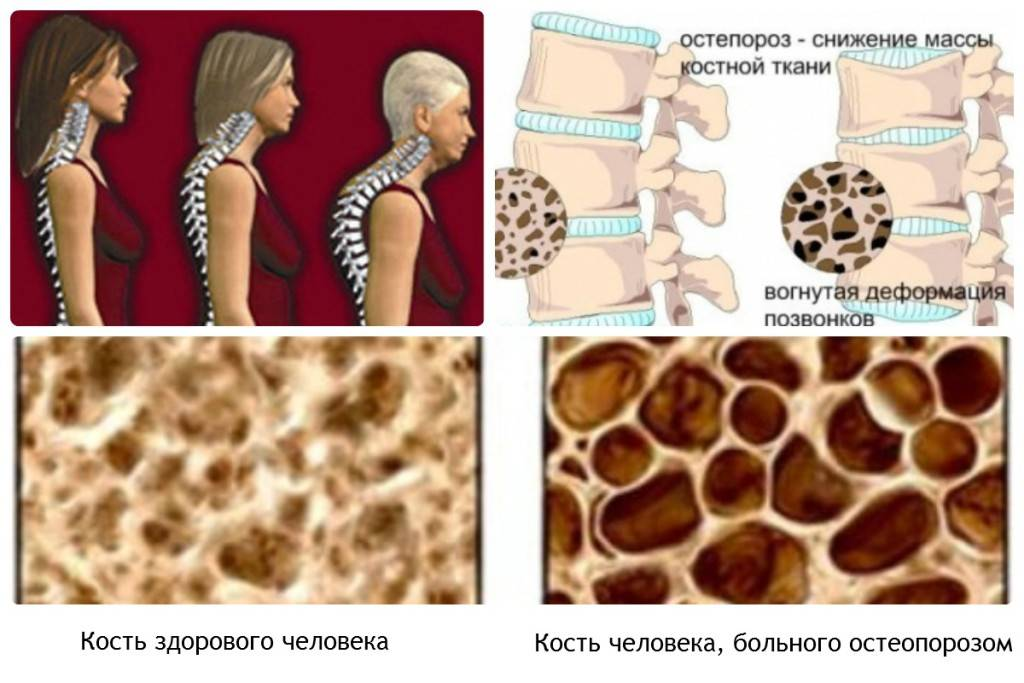 остепороз - снижение массы
костной ткани
вогнутая деформация
позвонков
Кость здорового человека
Кость человека, больного остеопорозом